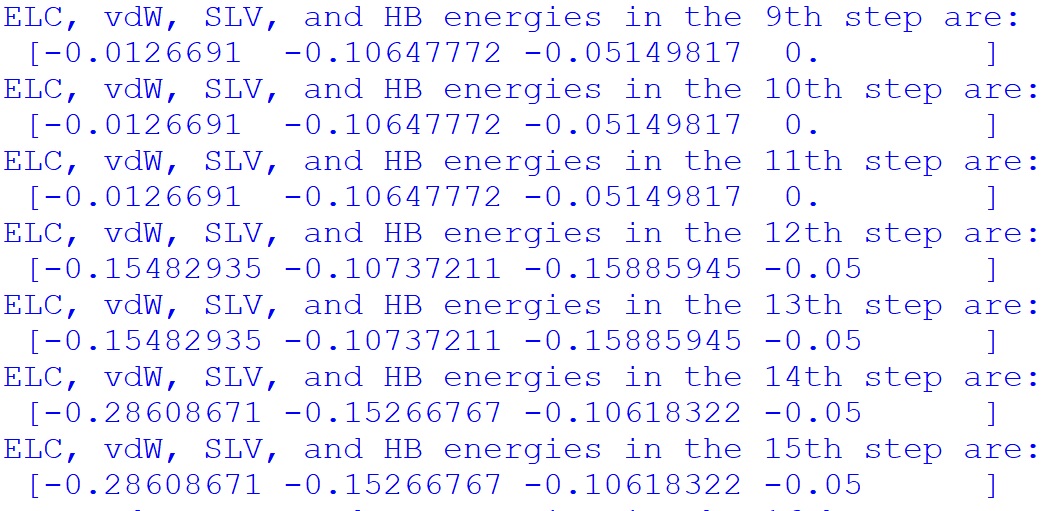 ELC, vdW, SLV, and HB energies in the 9th step are:
[-0.0126691 -0.10647772 -0.05149817 0. ]
ELC, vdW, SLV, and HB energies in the 10th step are:
[-0.0126691 -0.10647772 -0.05149817 0. ]
ELC, vdW, SLV, and HB energies in the 11th step are:
[-0.0126691 -0.10647772 -0.05149817 0. ]
ELC, vdW, SLV, and HB energies in the 12th step are:
[-0.15482935 -0.10737211 -0.15885945 -0.05 ]
ELC, vdW, SLV, and HB energies in the 13th step are:
[-0.15482935 -0.10737211 -0.15885945 -0.05 ]
ELC, vdW, SLV, and HB energies in the 14th step are:
[-0.28608671 -0.15266767 -0.10618322 -0.05 ]
ELC, vdW, SLV, and HB energies in the 15th step are:
[-0.28608671 -0.15266767 -0.10618322 -0.05 ]